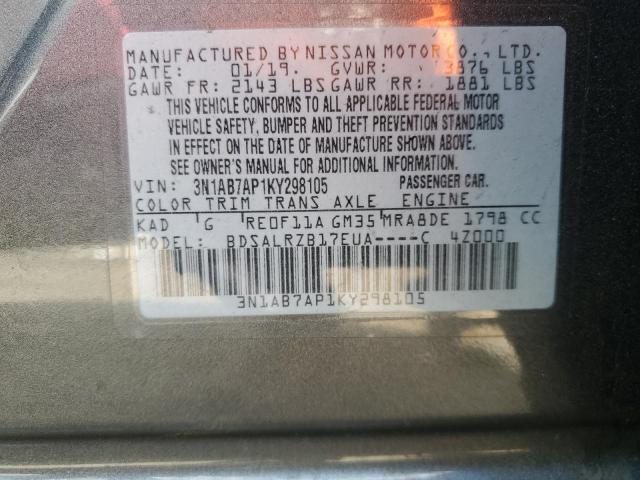 MANUFACTURED BY NISSAN MOTOR CO., LTD.
DATE: 01/19. GVWR: 3876 LBS
GAWR FR: 2143 LBS GAWR RR: 1881 LBS
THIS VEHICLE CONFORMS TO ALL APPLICABLE FEDERAL MOTOR
VEHICLE SAFETY, BUMPER AND THEFT PREVENTION STANDARDS
IN EFFECT ON THE DATE OF MANUFACTURE SHOWN ABOVE.
SEE OWNER'S MANUAL FOR ADDITIONAL INFORMATION.
VIN: 3N1AB7AP1KY298105 PASSENGER CAR.
COLOR TRIM TRANS AXLE ENGINE
KAD G RE0F11A GM35 MRA8DE 1798 CC
MODEL: BDSALRZB17EUA----C 4Z000
3N1AB7AP1KY298105